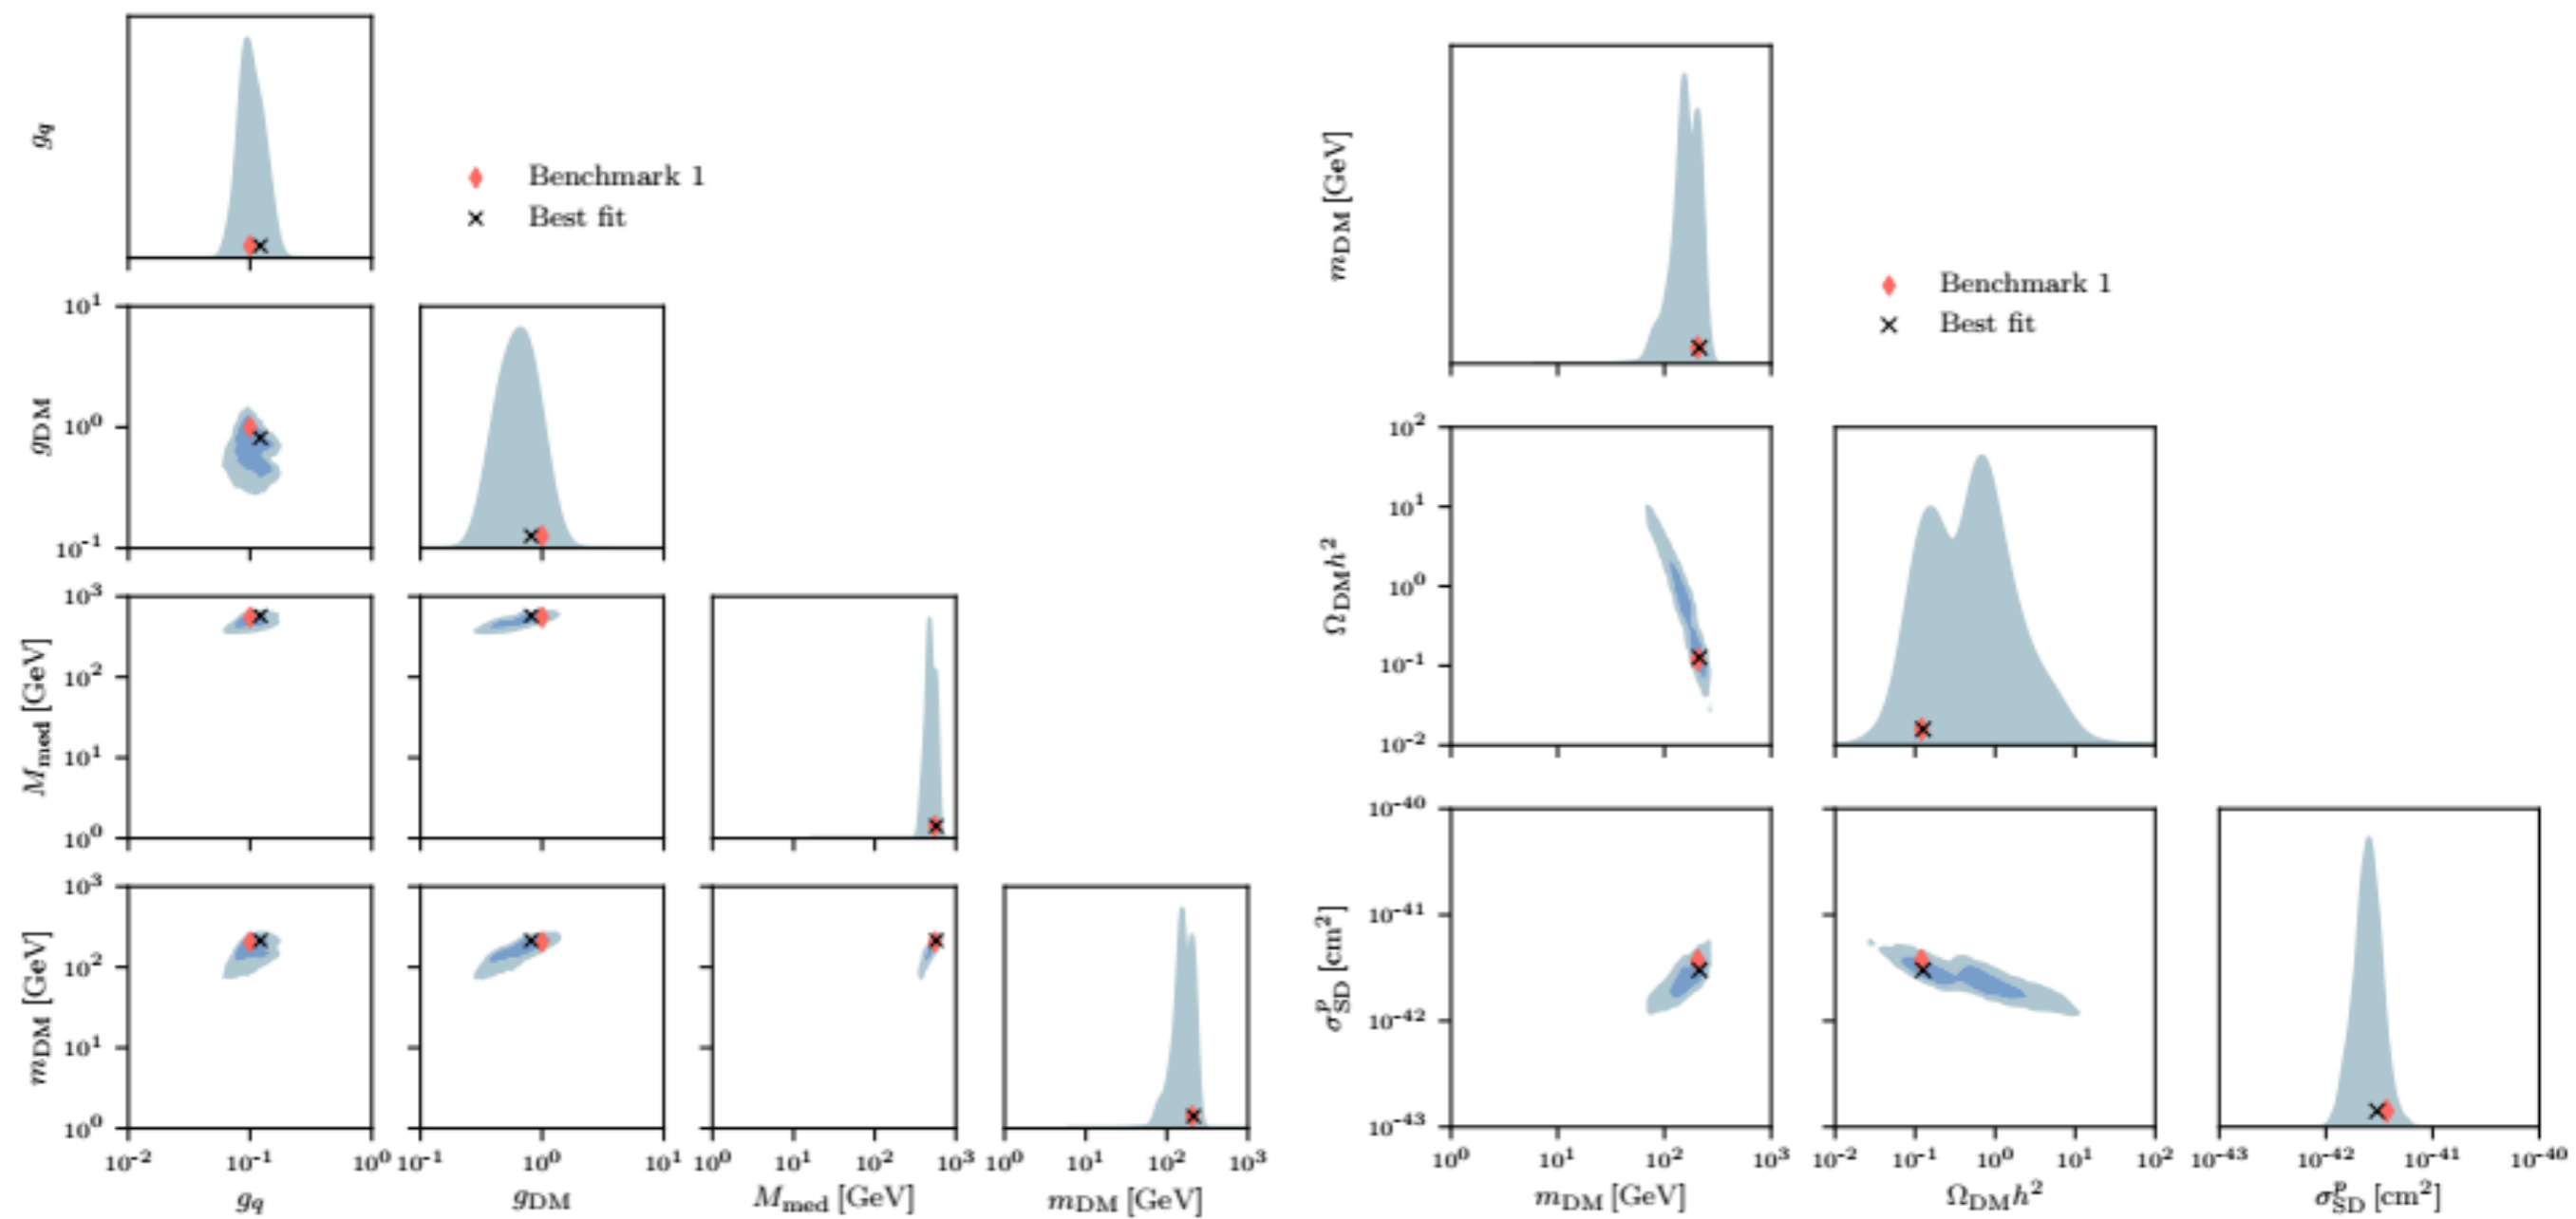 g_q
Benchmark 1
Best fit
10^1
g_DM
10^0
10^-1
10^3
M_med [GeV]
10^2
10^1
10^0
10^3
m_DM [GeV]
10^2
10^1
10^0
10^-2 10^-1 10^0 10^-1 10^0 10^1 10^0 10^1 10^2 10^3 10^0 10^1 10^2 10^3
g_q g_DM M_med [GeV] m_DM [GeV]
m_DM [GeV]
Benchmark 1
Best fit
10^2
10^1
Ω_DM h^2
10^0
10^-1
10^-2
10^-40
10^-41
σ^p_SD [cm^2]
10^-42
10^-43
10^0 10^1 10^2 10^3 10^-2 10^-1 10^0 10^1 10^2 10^-43 10^-42 10^-41 10^-40
m_DM [GeV] Ω_DM h^2 σ^p_SD [cm^2]